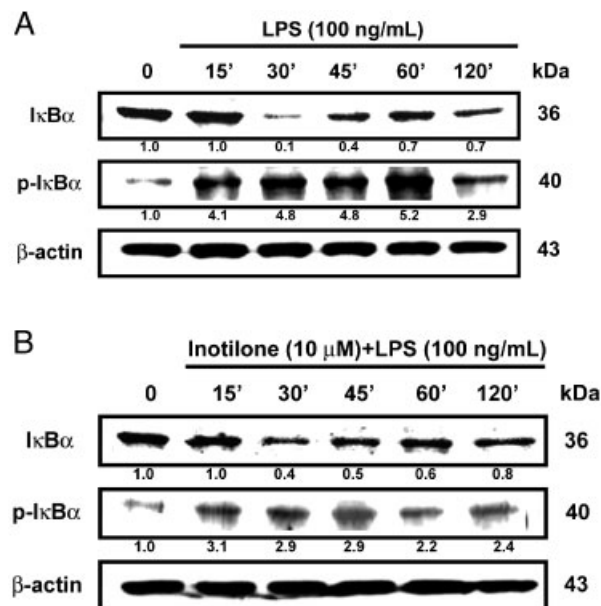 A
LPS (100 ng/mL)
0 15’ 30’ 45’ 60’ 120’ kDa
IκBα 36
1.0 1.0 0.1 0.4 0.7 0.7
p-IκBα 40
1.0 4.1 4.8 4.8 5.2 2.9
β-actin 43
B
Inotilone (10 μM)+LPS (100 ng/mL)
0 15’ 30’ 45’ 60’ 120’ kDa
IκBα 36
1.0 1.0 0.4 0.5 0.6 0.8
p-IκBα 40
1.0 3.1 2.9 2.9 2.2 2.4
β-actin 43